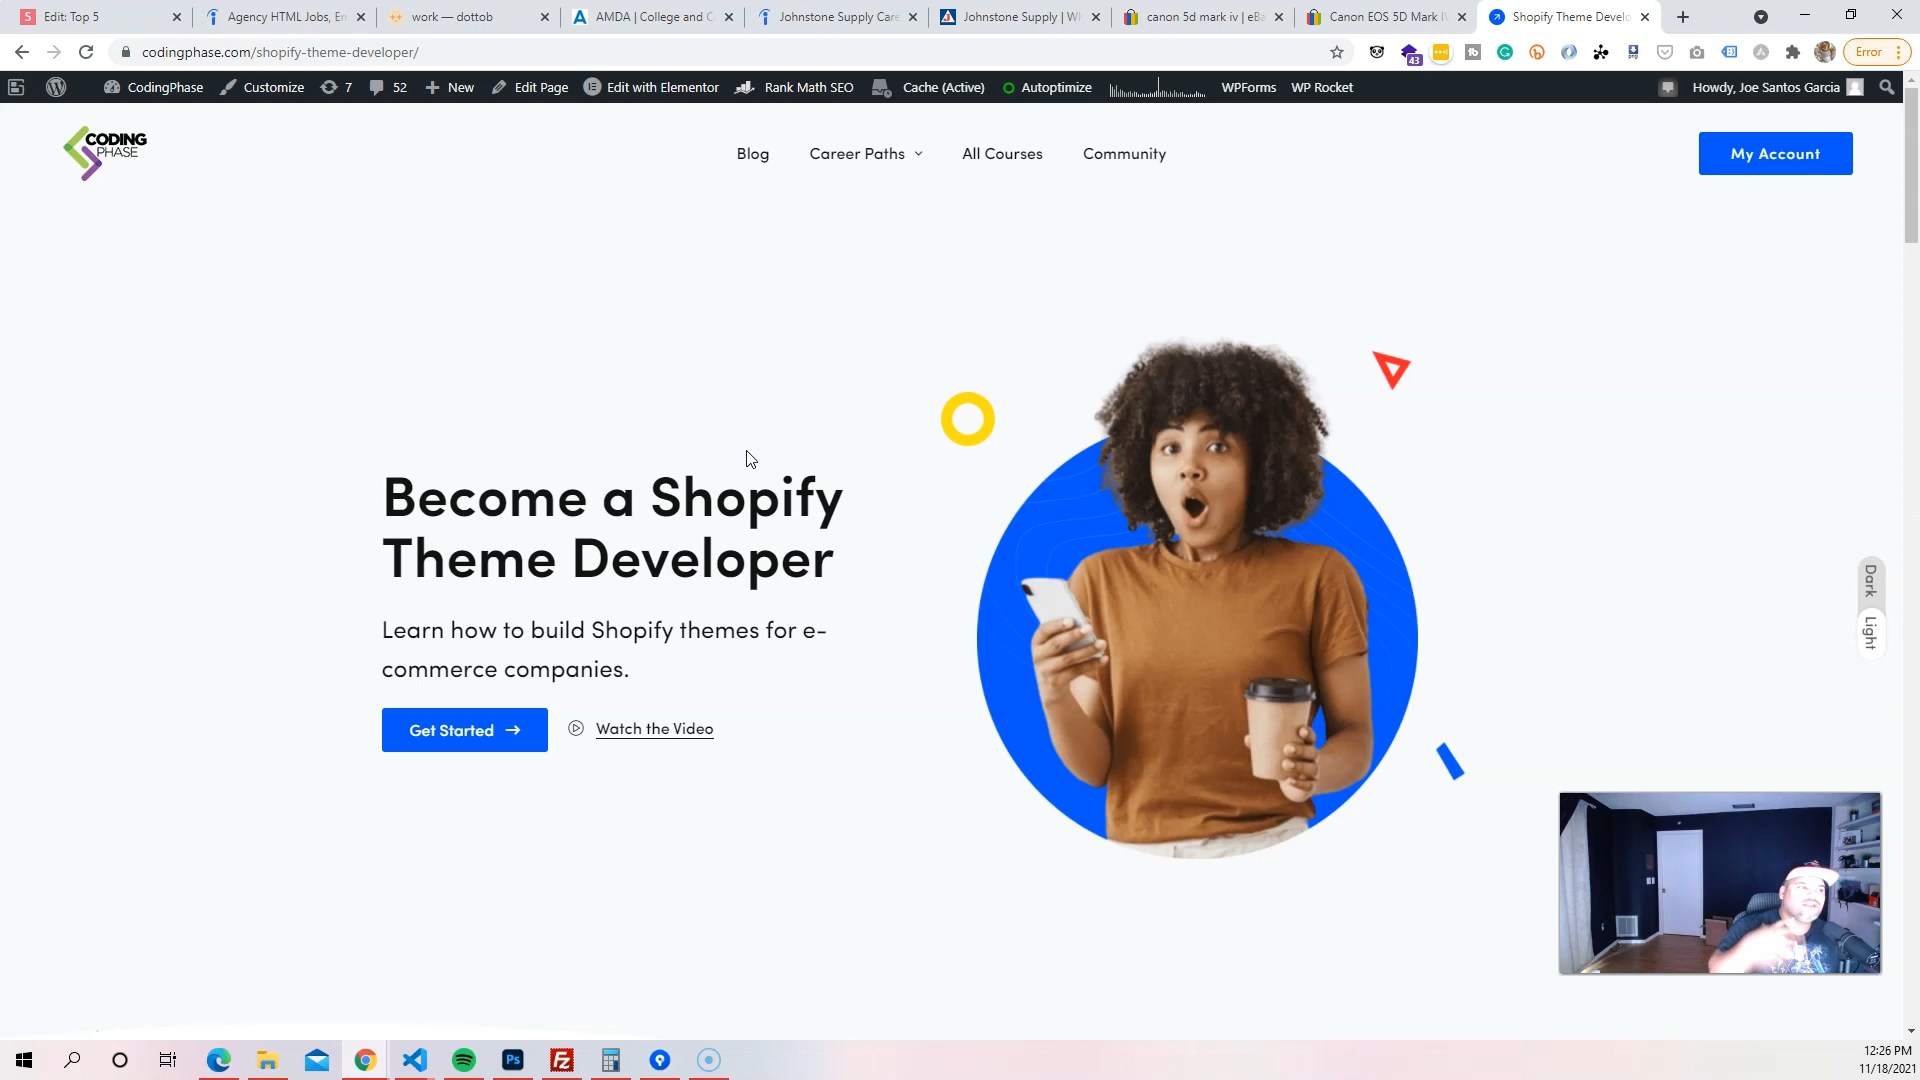 Edit: Top 5
Agency HTML Jobs, En
work — dottob
AMDA | College and C
Johnstone Supply Care
Johnstone Supply | W
canon 5d mark iv | eBa
Canon EOS 5D Mark IV
Shopify Theme Develo
codingphase.com/shopify-theme-developer/
43
Error
CodingPhase
Customize
7
52
New
Edit Page
Edit with Elementor
Rank Math SEO
Cache (Active)
Autoptimize
WPForms
WP Rocket
Howdy, Joe Santos Garcia
CODING
PHASE
Blog
Career Paths
All Courses
Community
My Account
Become a Shopify
Theme Developer
Learn how to build Shopify themes for e-
commerce companies.
Get Started →
Watch the Video
Dark
Light
Ps
FZ
12:26 PM
11/18/2021